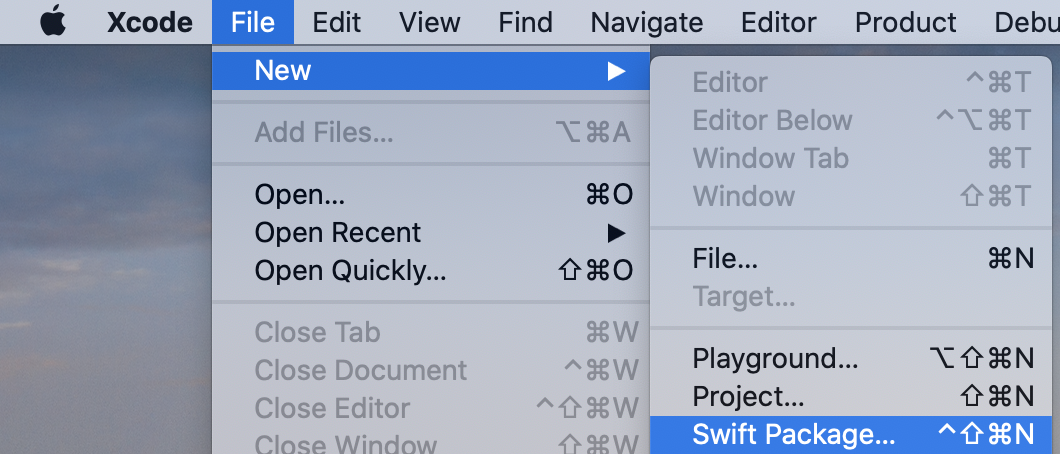 Xcode File Edit View Find Navigate Editor Product Debu
New ▶
Add Files... ⌥⌘A
Open... ⌘O
Open Recent ▶
Open Quickly... ⇧⌘O
Close Tab ⌘W
Close Document ^⌘W
Close Editor ^⇧⌘W
Close Window ⇧⌘W
Editor ^⌘T
Editor Below ^⌥⌘T
Window Tab ⌘T
Window ⇧⌘T
File... ⌘N
Target...
Playground... ⌥⇧⌘N
Project... ⇧⌘N
Swift Package... ^⇧⌘N